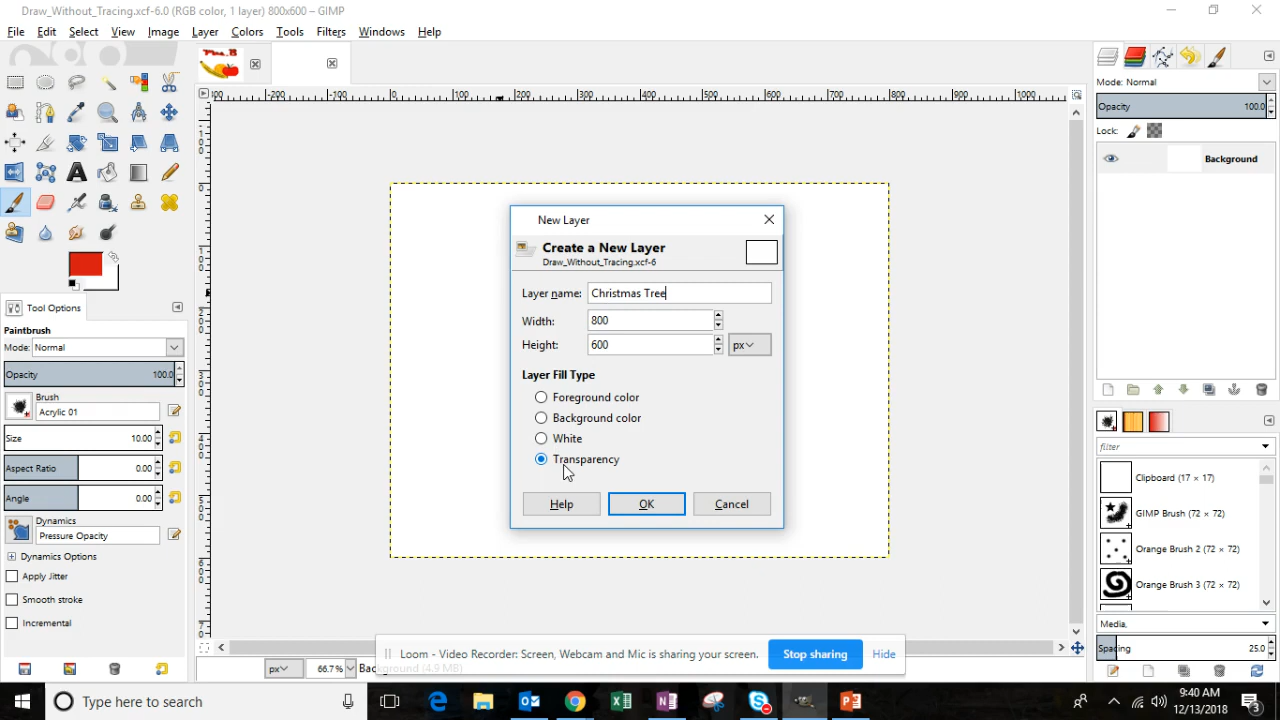 Draw_Without_Tracing.xcf-6.0 (RGB color, 1 layer) 800x600 – GIMP
File Edit Select View Image Layer Colors Tools Filters Windows Help
Mode: Normal
Opacity 100.0
Lock:
Background
New Layer
Create a New Layer
Draw_Without_Tracing.xcf-6
Layer name: Christmas Tree
Width: 800
Height: 600 px
Layer Fill Type
Foreground color
Background color
White
Transparency
Help OK Cancel
Tool Options
Paintbrush
Mode: Normal
Opacity 100.0
Brush
Acrylic 01
Size 10.00
Aspect Ratio 0.00
Angle 0.00
Dynamics
Pressure Opacity
Dynamics Options
Apply Jitter
Smooth stroke
Incremental
filter
Clipboard (17 × 17)
GIMP Brush (72 × 72)
Orange Brush 2 (72 × 72)
Orange Brush 3 (72 × 72)
Media,
Spacing 25.0
Loom - Video Recorder: Screen, Webcam and Mic is sharing your screen. Stop sharing Hide
px 66.7% Background (4.9 MB)
Type here to search
9:40 AM
12/13/2018
3